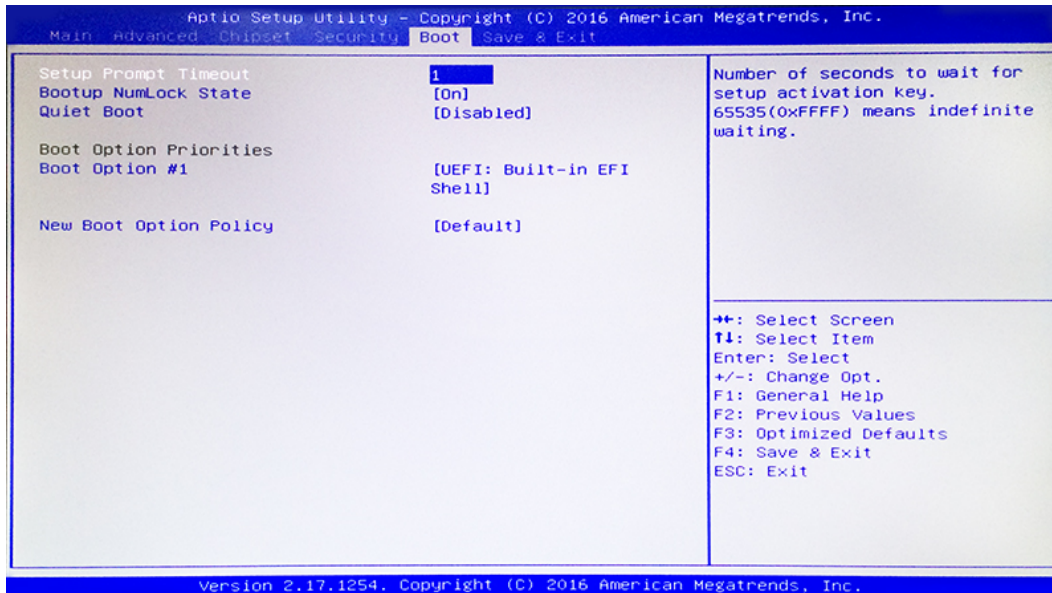 Aptio Setup Utility - Copyright (C) 2016 American Megatrends, Inc.
Main Advanced Chipset Security Boot Save & Exit
Setup Prompt Timeout 1
Bootup NumLock State [On]
Quiet Boot [Disabled]
Boot Option Priorities
Boot Option #1 [UEFI: Built-in EFI
Shell]
New Boot Option Policy [Default]
Number of seconds to wait for
setup activation key.
65535(0xFFFF) means indefinite
waiting.
→←: Select Screen
↑↓: Select Item
Enter: Select
+/-: Change Opt.
F1: General Help
F2: Previous Values
F3: Optimized Defaults
F4: Save & Exit
ESC: Exit
Version 2.17.1254. Copyright (C) 2016 American Megatrends, Inc.